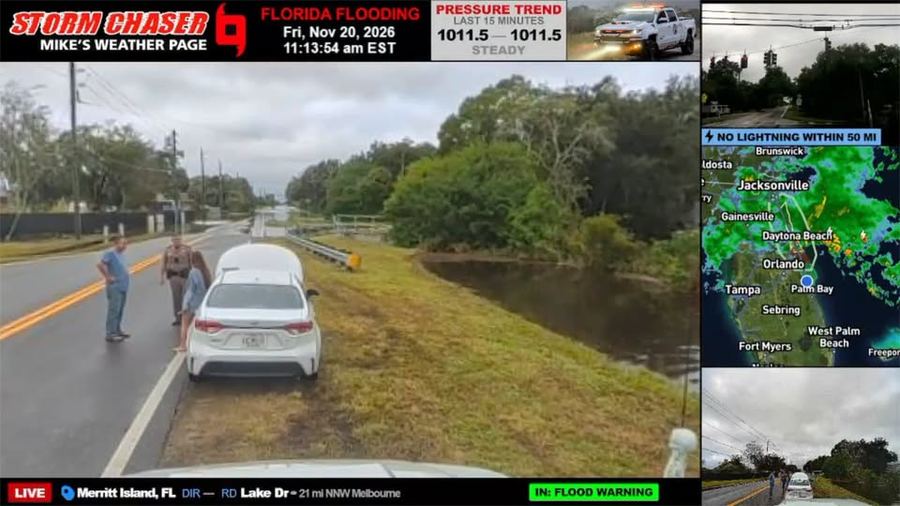 STORM CHASER
MIKE'S WEATHER PAGE
FLORIDA FLOODING
Fri, Nov 20, 2026
11:13:54 am EST
PRESSURE TREND
LAST 15 MINUTES
1011.5 — 1011.5
STEADY
NO LIGHTNING WITHIN 50 MI
Brunswick
ldosta
Jacksonville
ry
Gainesville
Daytona Beach
Orlando
Tampa
Palm Bay
Sebring
West Palm
Beach
Fort Myers
Freepor
LIVE
Merritt Island, FL DIR — RD Lake Dr - 21 mi NNW Melbourne
IN: FLOOD WARNING